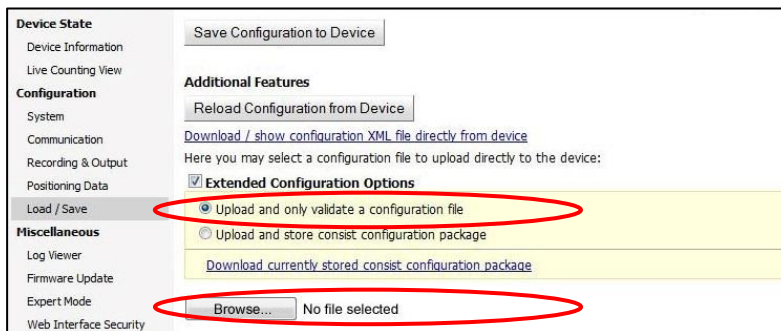 Device State
Device Information
Live Counting View
Configuration
System
Communication
Recording & Output
Positioning Data
Load / Save
Miscellaneous
Log Viewer
Firmware Update
Expert Mode
Web Interface Security
Save Configuration to Device
Additional Features
Reload Configuration from Device
Download / show configuration XML file directly from device
Here you may select a configuration file to upload directly to the device:
Extended Configuration Options
Upload and only validate a configuration file
Upload and store consist configuration package
Download currently stored consist configuration package
Browse... No file selected